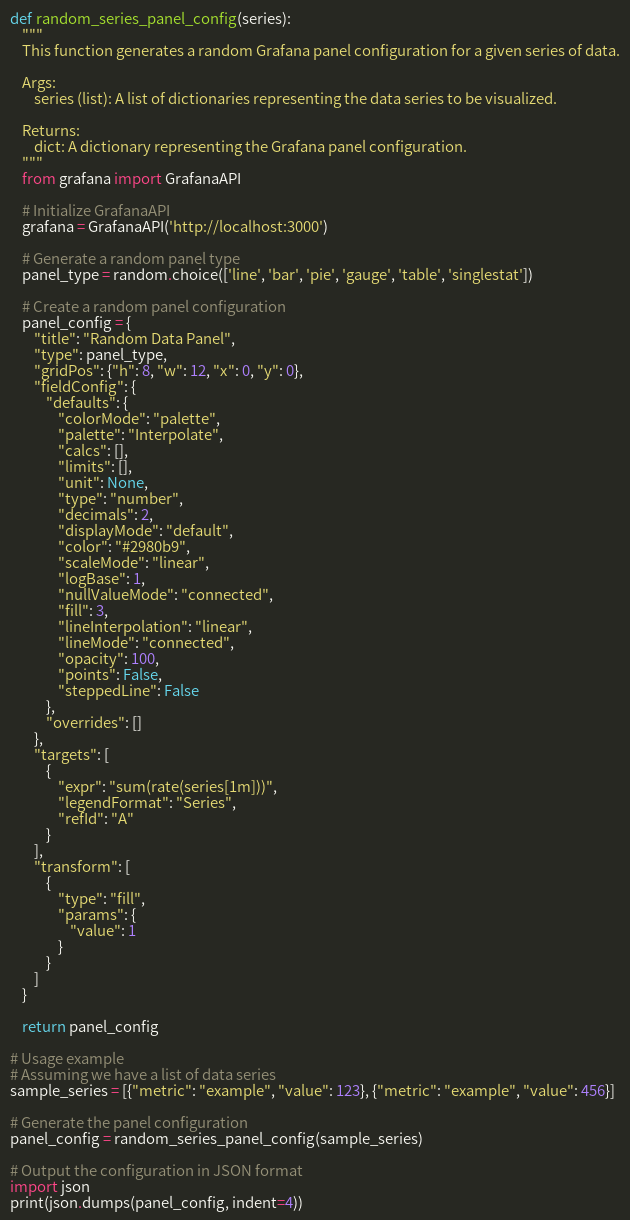 def random_series_panel_config(series):
    """
    This function generates a random Grafana panel configuration for a given series of data.

    Args:
        series (list): A list of dictionaries representing the data series to be visualized.

    Returns:
        dict: A dictionary representing the Grafana panel configuration.
    """
    from grafana import GrafanaAPI

    # Initialize GrafanaAPI
    grafana = GrafanaAPI('http://localhost:3000')

    # Generate a random panel type
    panel_type = random.choice(['line', 'bar', 'pie', 'gauge', 'table', 'singlestat'])

    # Create a random panel configuration
    panel_config = {
        "title": "Random Data Panel",
        "type": panel_type,
        "gridPos": {"h": 8, "w": 12, "x": 0, "y": 0},
        "fieldConfig": {
            "defaults": {
                "colorMode": "palette",
                "palette": "Interpolate",
                "calcs": [],
                "limits": [],
                "unit": None,
                "type": "number",
                "decimals": 2,
                "displayMode": "default",
                "color": "#2980b9",
                "scaleMode": "linear",
                "logBase": 1,
                "nullValueMode": "connected",
                "fill": 3,
                "lineInterpolation": "linear",
                "lineMode": "connected",
                "opacity": 100,
                "points": False,
                "steppedLine": False
            },
            "overrides": []
        },
        "targets": [
            {
                "expr": "sum(rate(series[1m]))",
                "legendFormat": "Series",
                "refId": "A"
            }
        ],
        "transform": [
            {
                "type": "fill",
                "params": {
                    "value": 1
                }
            }
        ]
    }

    return panel_config

# Usage example
# Assuming we have a list of data series
sample_series = [{"metric": "example", "value": 123}, {"metric": "example", "value": 456}]

# Generate the panel configuration
panel_config = random_series_panel_config(sample_series)

# Output the configuration in JSON format
import json
print(json.dumps(panel_config, indent=4))